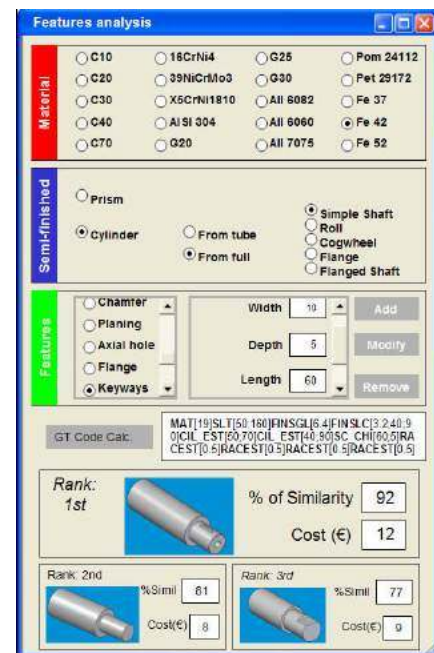 Features analysis
Material
C10 16CrNi4 G25 Pom 24112
C20 39NiCrMo3 G30 Pet 29172
C30 X5CrNi1810 All 6082 Fe 37
C40 AISI 304 All 6060 Fe 42
C70 G20 All 7075 Fe 52
Semi-finished
Prism
Cylinder
From tube
From full
Simple Shaft
Roll
Cogwheel
Flange
Flanged Shaft
Features
Chamfer
Planing
Axial hole
Flange
Keyways
Width 10
Depth 5
Length 60
Add
Modify
Remove
GT Code Calc.
MAT[19]SLT[50;160]FINSGL[6.4]FINSLC[3.2;40;9
0]CIL_EST[50;70]CIL_EST[40;90]SC_CHI[60;5]RA
CEST[0.5]RACEST[0.5]RACEST[0.5]RACEST[0.5]
Rank:
1st
% of Similarity 92
Cost (€) 12
Rank: 2nd
%Simil 81
Cost(€) 8
Rank: 3rd
%Simil 77
Cost(€) 9